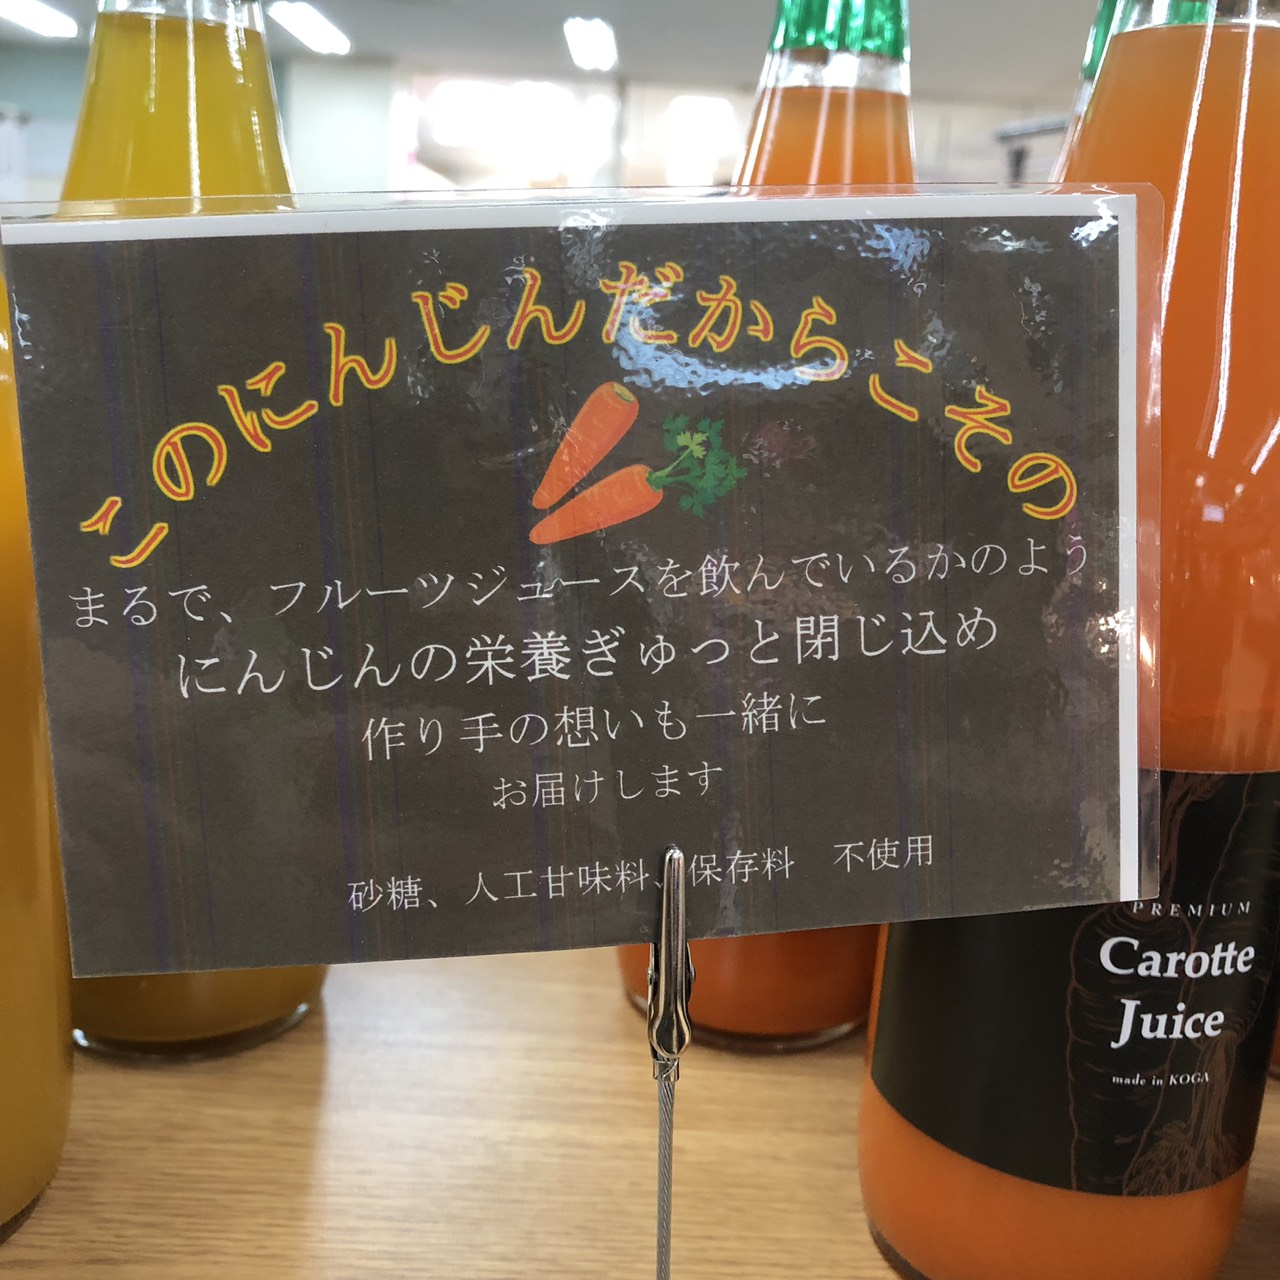 このにんじんだからこその
まるで、フルーツジュースを飲んでいるかのよう
にんじんの栄養ぎゅっと閉じ込め
作り手の想いも一緒に
お届けします
砂糖、人工甘味料、保存料　不使用
PREMIUM
Carotte
Juice
made in KOGA